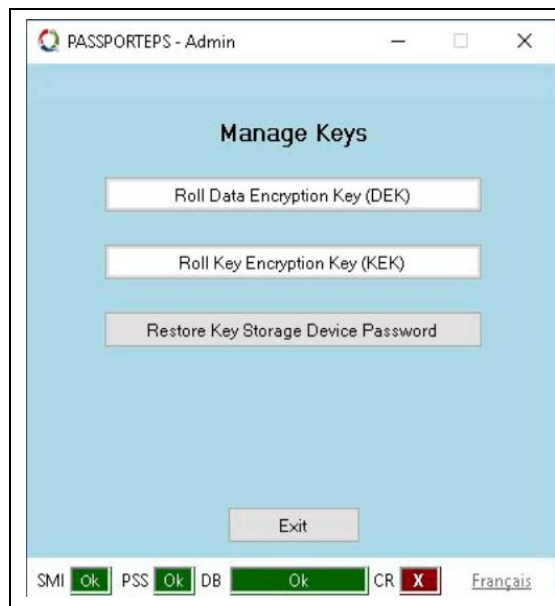 PASSPORTEPS - Admin
Manage Keys
Roll Data Encryption Key (DEK)
Roll Key Encryption Key (KEK)
Restore Key Storage Device Password
Exit
SMI Ok PSS Ok DB Ok CR X Français